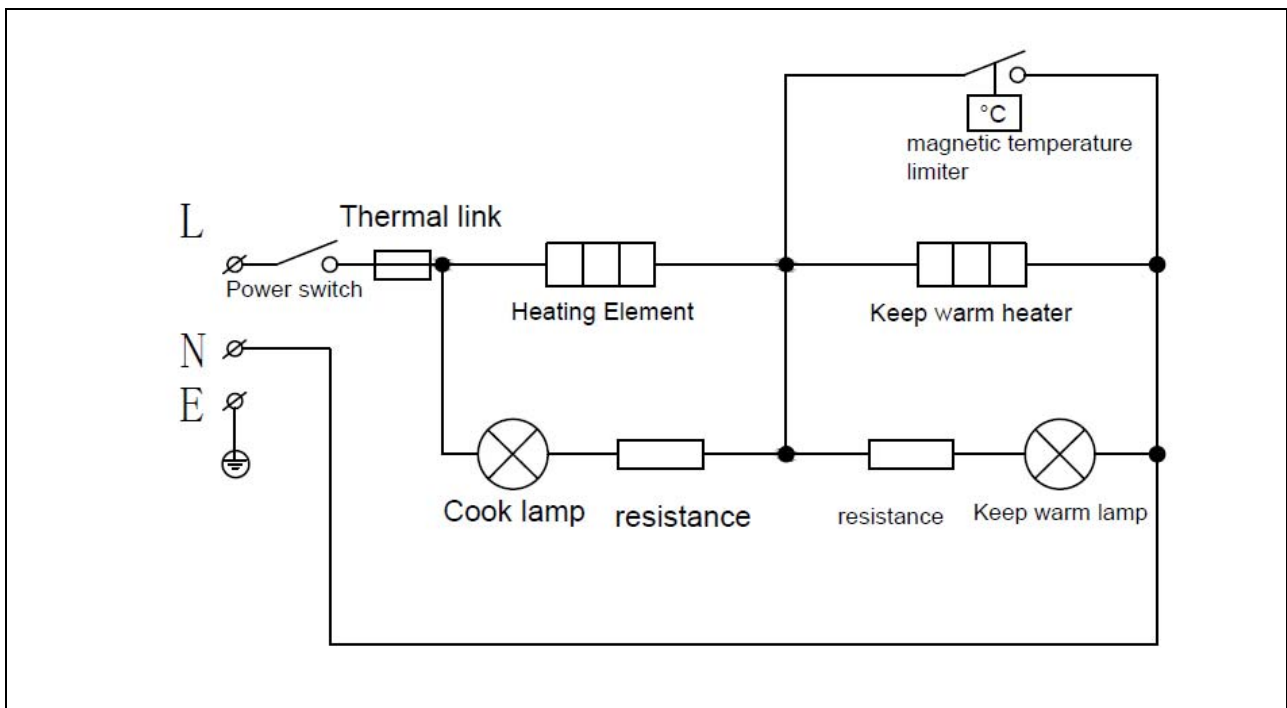 °C
magnetic temperature
limiter
L
Thermal link
Power switch
Heating Element
Keep warm heater
N
E
Cook lamp
resistance
resistance
Keep warm lamp